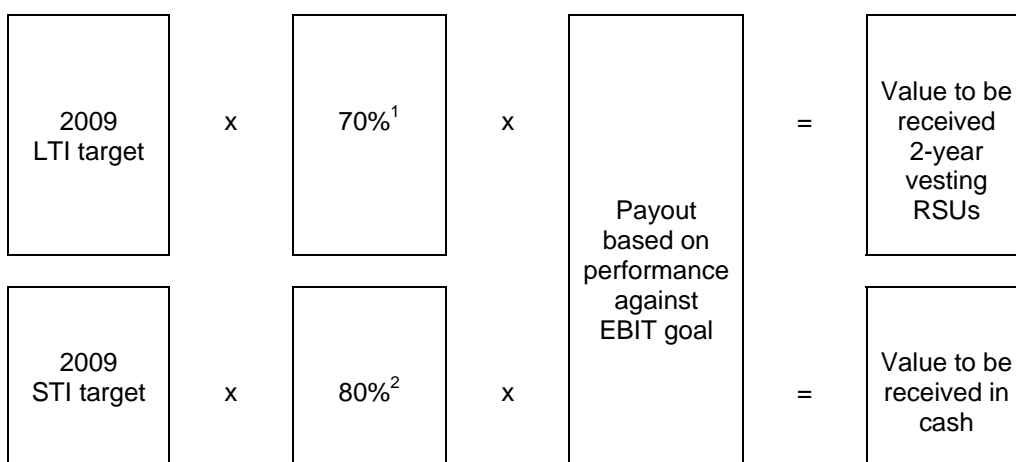 2009
LTI target
x
70%1
x
Payout
based on
performance
against
EBIT goal
=
Value to be
received
2-year
vesting
RSUs
2009
STI target
x
80%2
x
=
Value to be
received in
cash